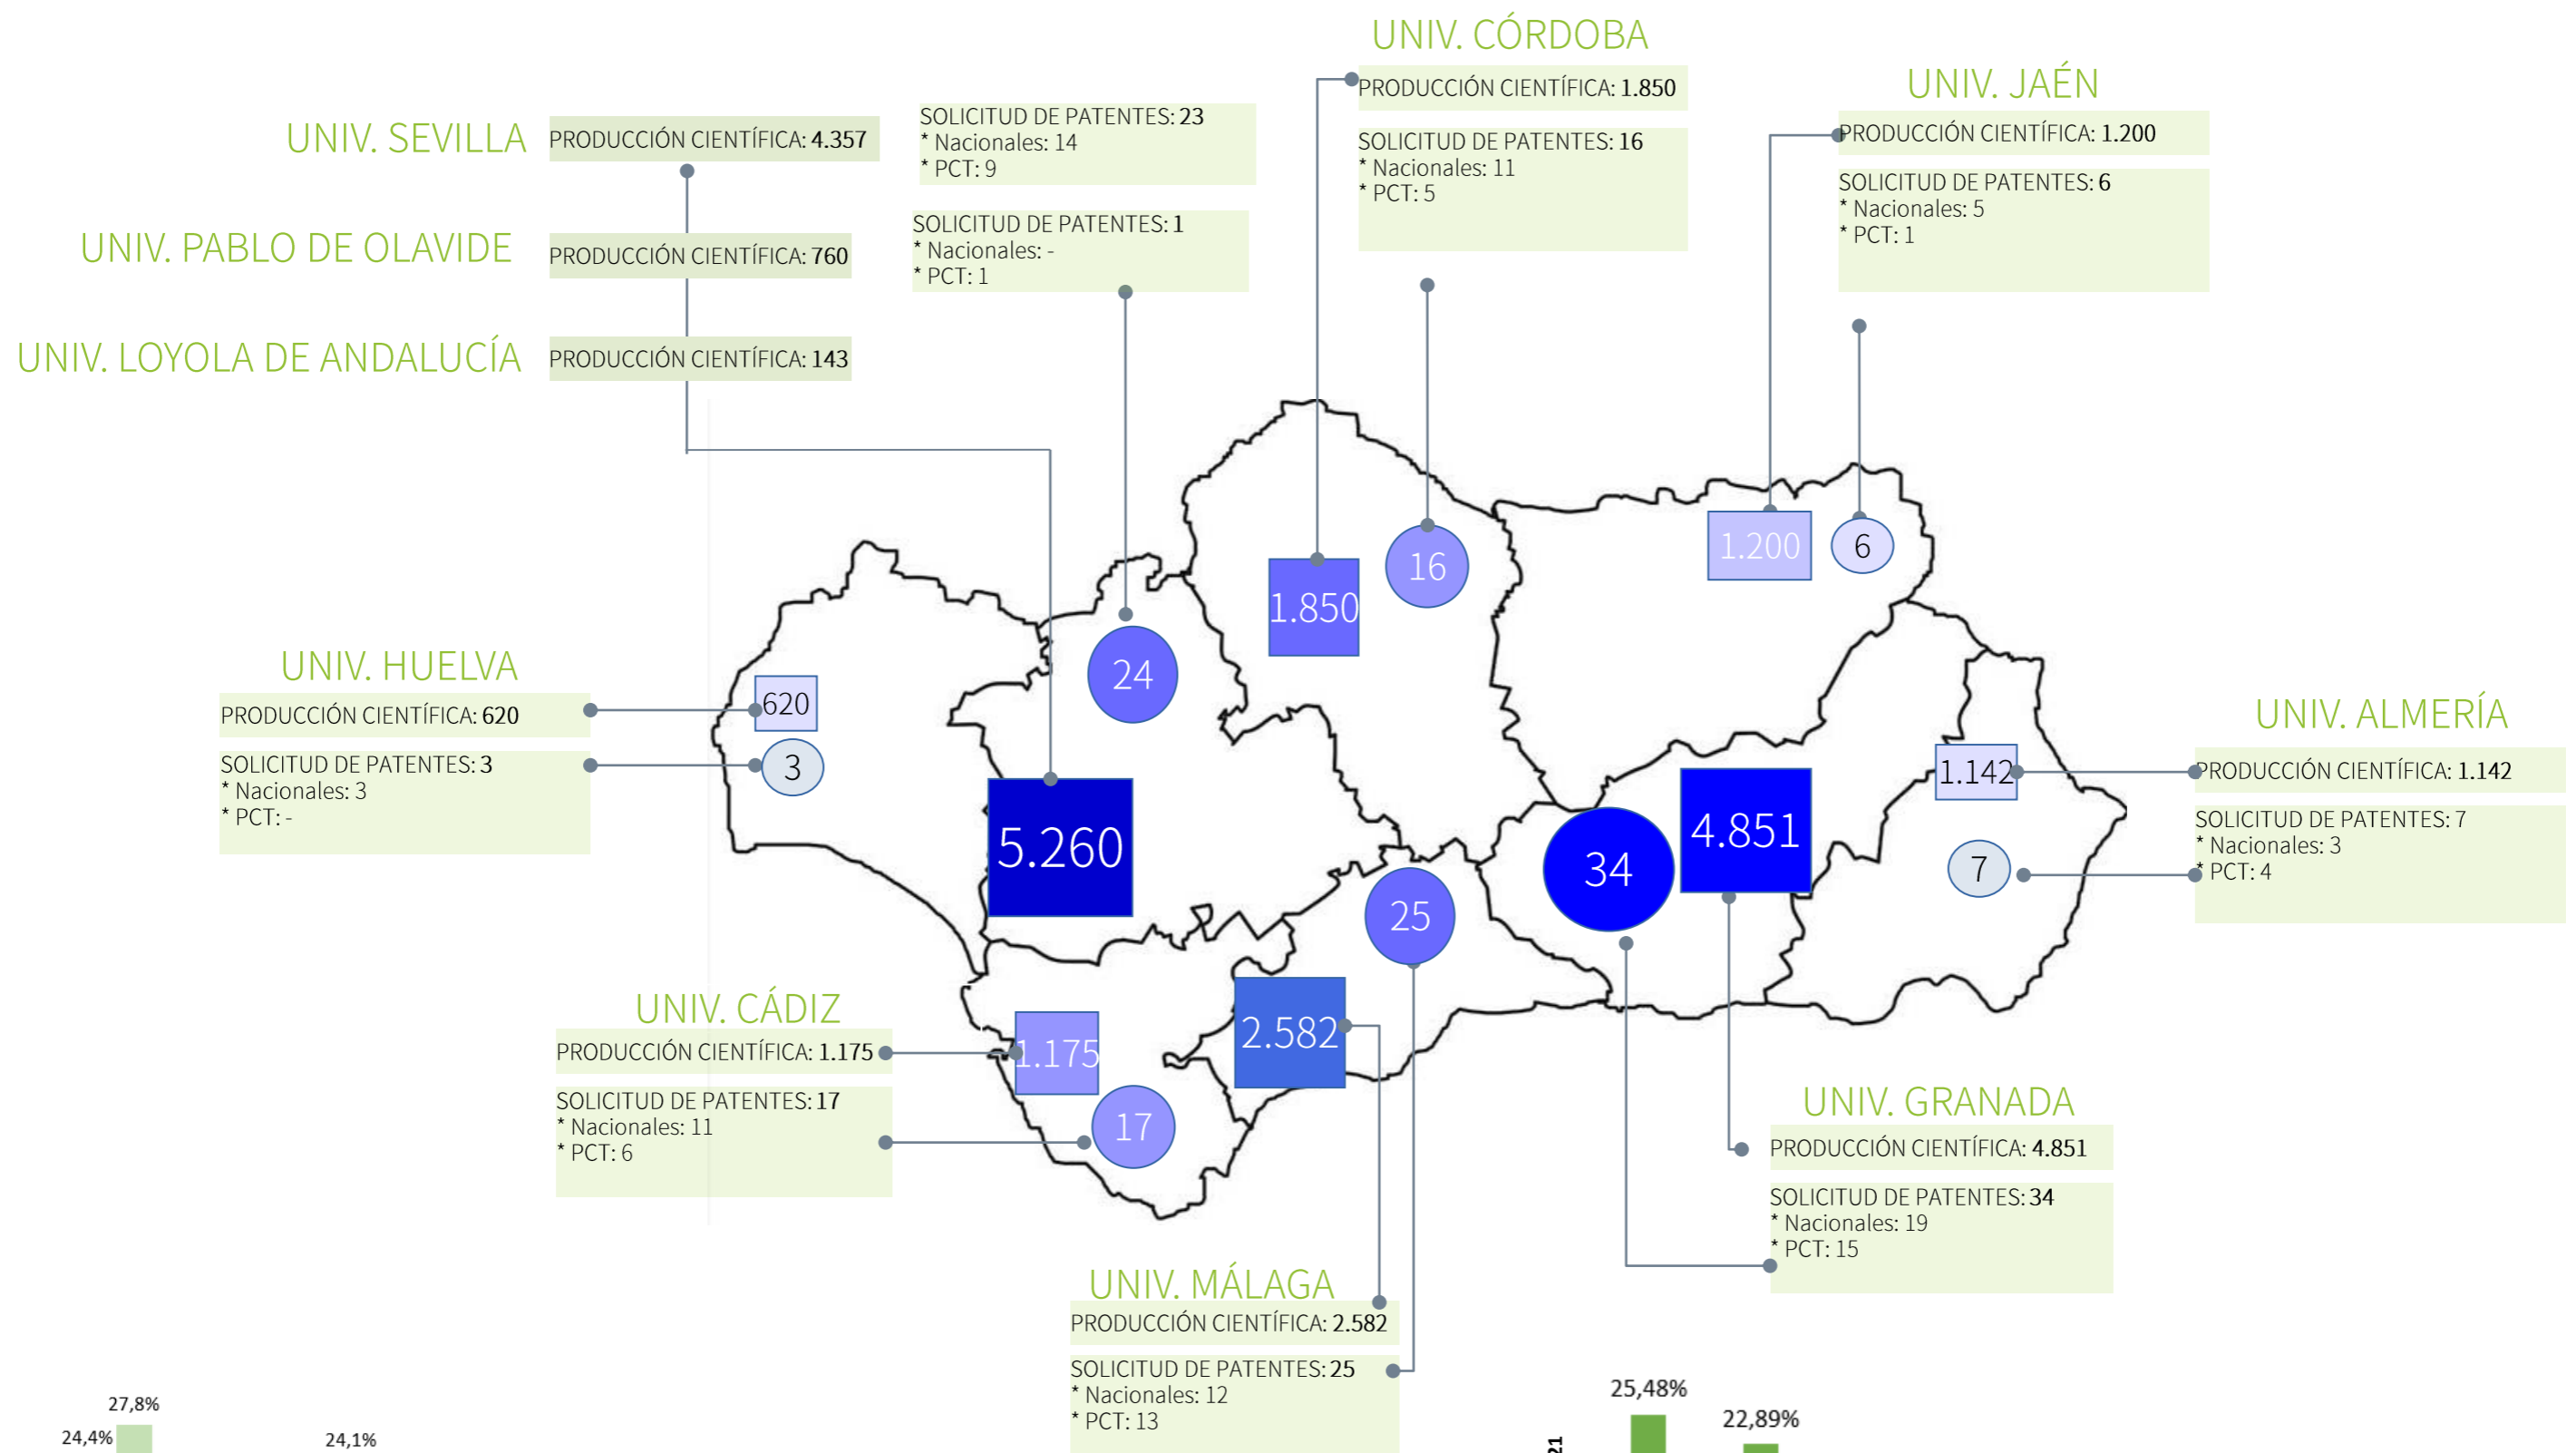 UNIV. CÓRDOBA
PRODUCCIÓN CIENTÍFICA: 1.850
SOLICITUD DE PATENTES: 16
* Nacionales: 11
* PCT: 5
UNIV. JAÉN
PRODUCCIÓN CIENTÍFICA: 1.200
SOLICITUD DE PATENTES: 6
* Nacionales: 5
* PCT: 1
UNIV. SEVILLA
PRODUCCIÓN CIENTÍFICA: 4.357
SOLICITUD DE PATENTES: 23
* Nacionales: 14
* PCT: 9
UNIV. PABLO DE OLAVIDE
PRODUCCIÓN CIENTÍFICA: 760
SOLICITUD DE PATENTES: 1
* Nacionales: -
* PCT: 1
UNIV. LOYOLA DE ANDALUCÍA
PRODUCCIÓN CIENTÍFICA: 143
1.200
6
16
1.850
24
UNIV. HUELVA
PRODUCCIÓN CIENTÍFICA: 620
SOLICITUD DE PATENTES: 3
* Nacionales: 3
* PCT: -
620
3
5.260
34
4.851
25
1.142
7
UNIV. ALMERÍA
PRODUCCIÓN CIENTÍFICA: 1.142
SOLICITUD DE PATENTES: 7
* Nacionales: 3
* PCT: 4
UNIV. CÁDIZ
PRODUCCIÓN CIENTÍFICA: 1.175
SOLICITUD DE PATENTES: 17
* Nacionales: 11
* PCT: 6
1.175
17
2.582
UNIV. GRANADA
PRODUCCIÓN CIENTÍFICA: 4.851
SOLICITUD DE PATENTES: 34
* Nacionales: 19
* PCT: 15
UNIV. MÁLAGA
PRODUCCIÓN CIENTÍFICA: 2.582
SOLICITUD DE PATENTES: 25
* Nacionales: 12
* PCT: 13
27,8%
24,4%
24,1%
25,48%
22,89%
21